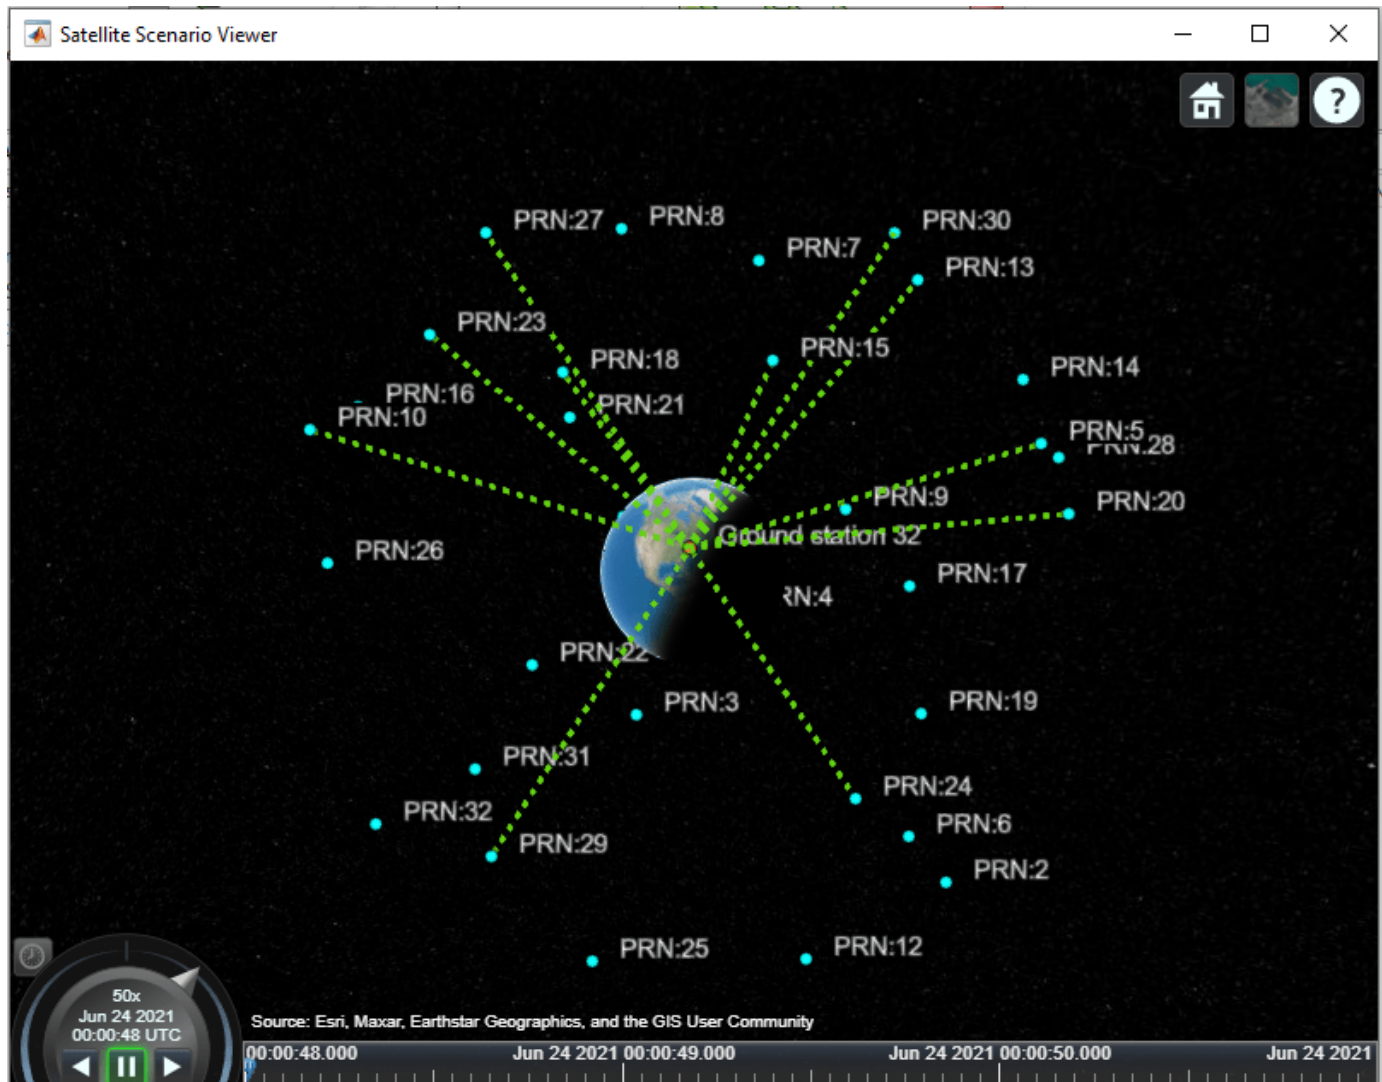 Satellite Scenario Viewer
?
PRN:27
PRN:8
PRN:30
PRN:7
PRN:13
PRN:23
PRN:15
PRN:18
PRN:14
PRN:16
PRN:21
PRN:10
PRN:5
PRN:28
PRN:9
PRN:20
Ground station 32
PRN:26
PRN:17
RN:4
PRN:22
PRN:3
PRN:19
PRN:31
PRN:24
PRN:32
PRN:6
PRN:29
PRN:2
PRN:25
PRN:12
50x
Jun 24 2021
00:00:48 UTC
Source: Esri, Maxar, Earthstar Geographics, and the GIS User Community
00:00:48.000 Jun 24 2021 00:00:49.000 Jun 24 2021 00:00:50.000 Jun 24 2021